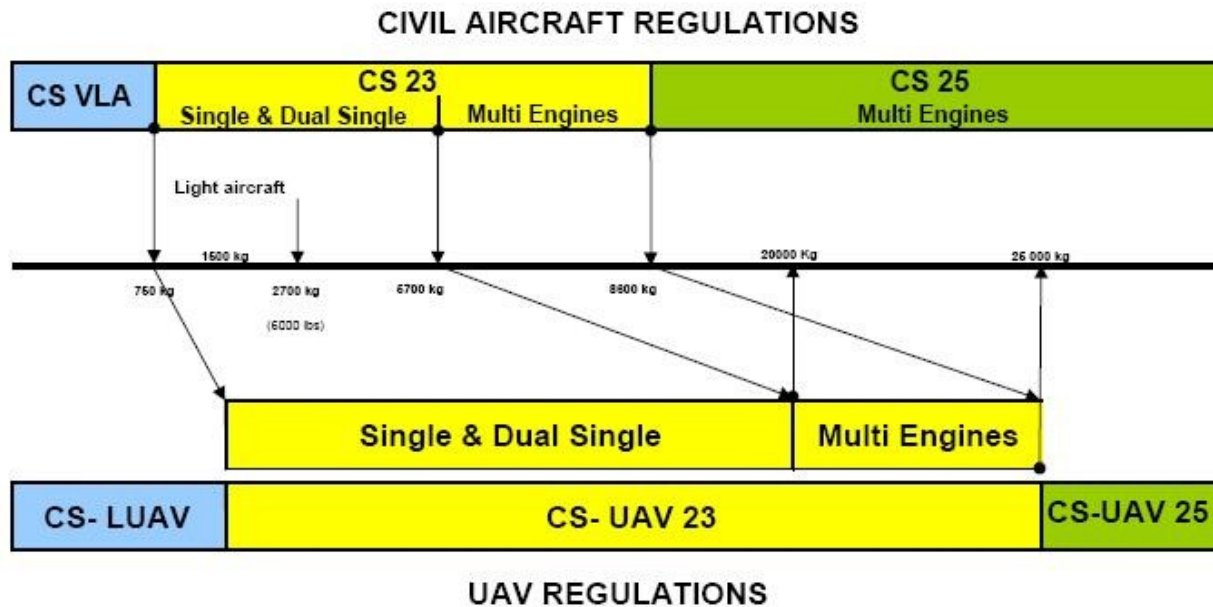 CIVIL AIRCRAFT REGULATIONS
CS VLA
CS 23
Single & Dual Single
Multi Engines
CS 25
Multi Engines
Light aircraft
1500 kg
20000 Kg
25 000 kg
750 kg
2700 kg
5700 kg
8600 kg
(6000 lbs)
Single & Dual Single
Multi Engines
CS- LUAV
CS- UAV 23
CS-UAV 25
UAV REGULATIONS